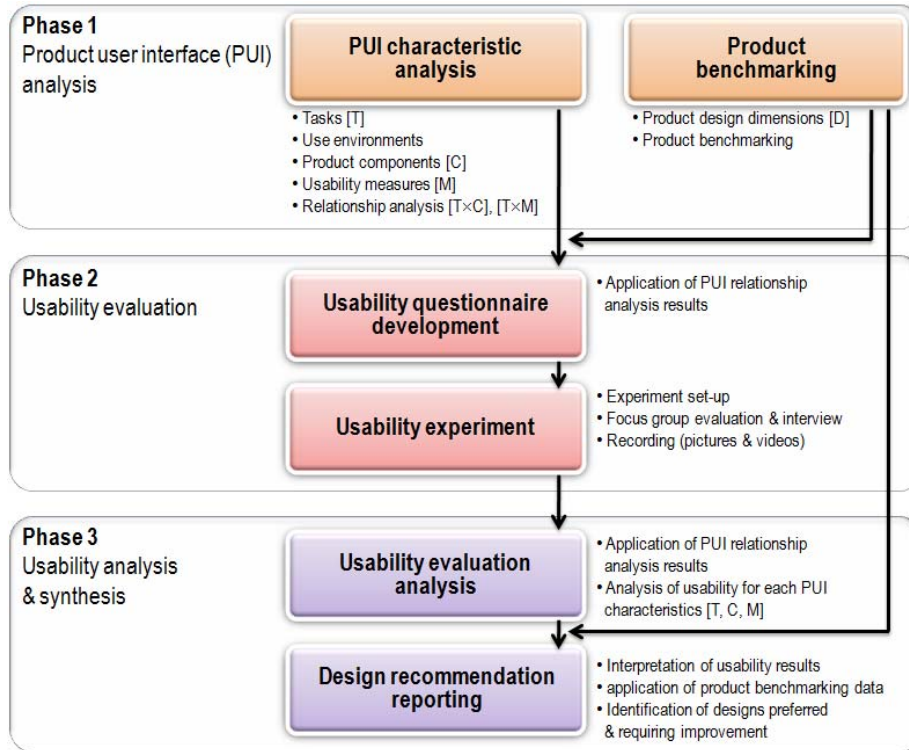 Phase 1
Product user interface (PUI)
analysis
PUI characteristic
analysis
• Tasks [T]
• Use environments
• Product components [C]
• Usability measures [M]
• Relationship analysis [T×C], [T×M]
Product
benchmarking
• Product design dimensions [D]
• Product benchmarking
Phase 2
Usability evaluation
Usability questionnaire
development
• Application of PUI relationship
analysis results
Usability experiment
• Experiment set-up
• Focus group evaluation & interview
• Recording (pictures & videos)
Phase 3
Usability analysis
& synthesis
Usability evaluation
analysis
• Application of PUI relationship
analysis results
• Analysis of usability for each PUI
characteristics [T, C, M]
Design recommendation
reporting
• Interpretation of usability results
• application of product benchmarking data
• Identification of designs preferred
& requiring improvement